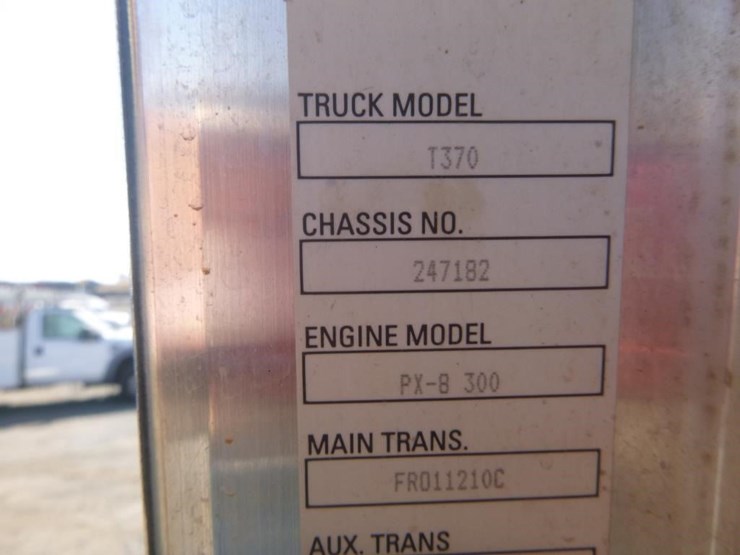 TRUCK MODEL
T370
CHASSIS NO.
247182
ENGINE MODEL
PX-8 300
MAIN TRANS.
FRO11210C
AUX. TRANS